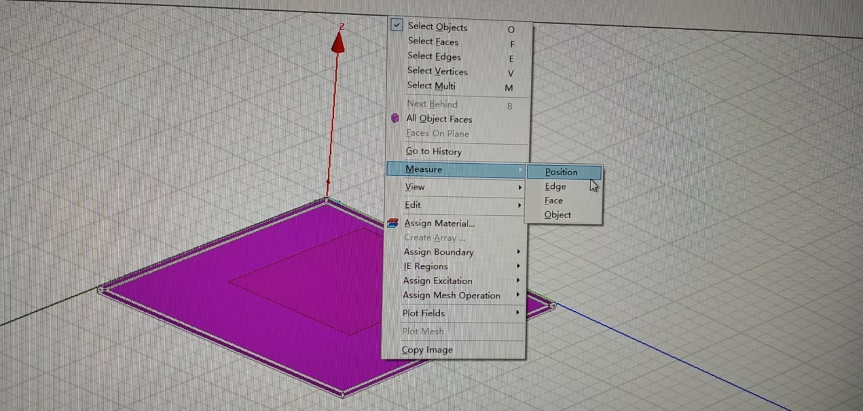 Z
Select Objects O
Select Faces F
Select Edges E
Select Vertices V
Select Multi M
Next Behind B
All Object Faces
Faces On Plane
Go to History
Measure
Position
View
Edge
Face
Edit
Object
Assign Material...
Create Array ...
Assign Boundary
IE Regions
Assign Excitation
Assign Mesh Operation
Plot Fields
Plot Mesh
Copy Image